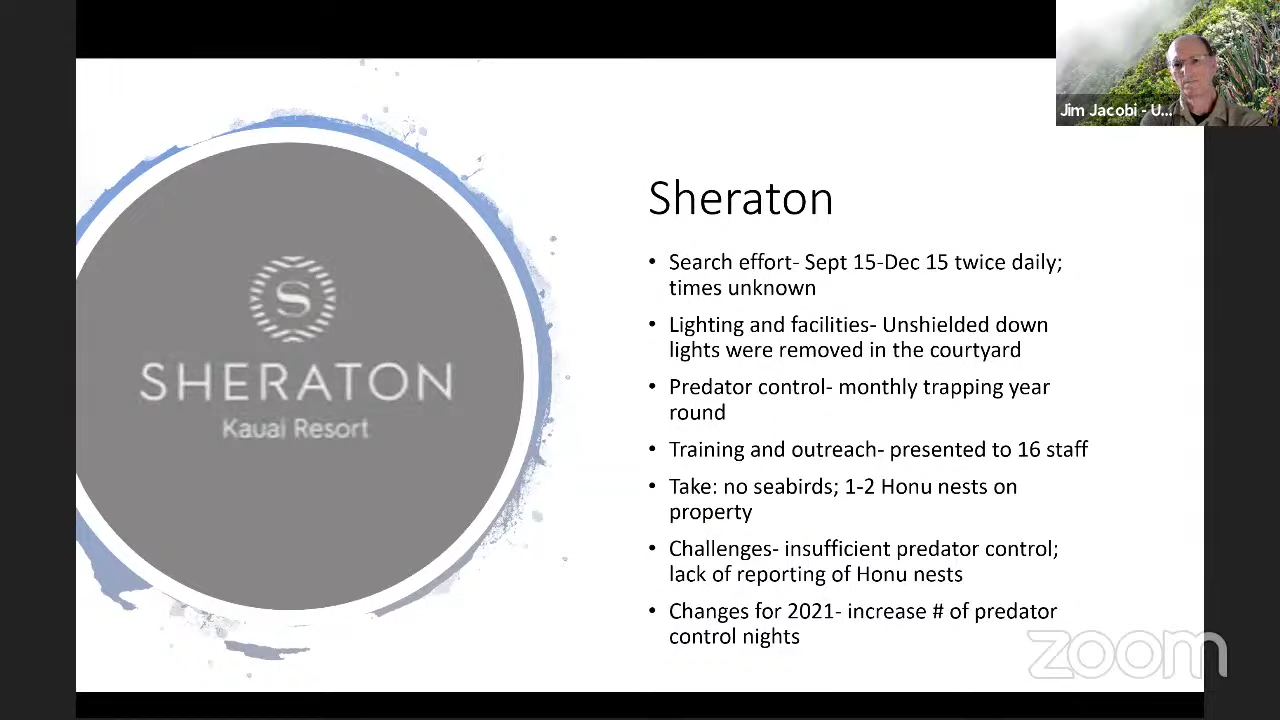 Jim Jacobi - U...
S
SHERATON
Kauai Resort
Sheraton
• Search effort- Sept 15-Dec 15 twice daily;
times unknown
• Lighting and facilities- Unshielded down
lights were removed in the courtyard
• Predator control- monthly trapping year
round
• Training and outreach- presented to 16 staff
• Take: no seabirds; 1-2 Honu nests on
property
• Challenges- insufficient predator control;
lack of reporting of Honu nests
• Changes for 2021- increase # of predator
control nights
zoom